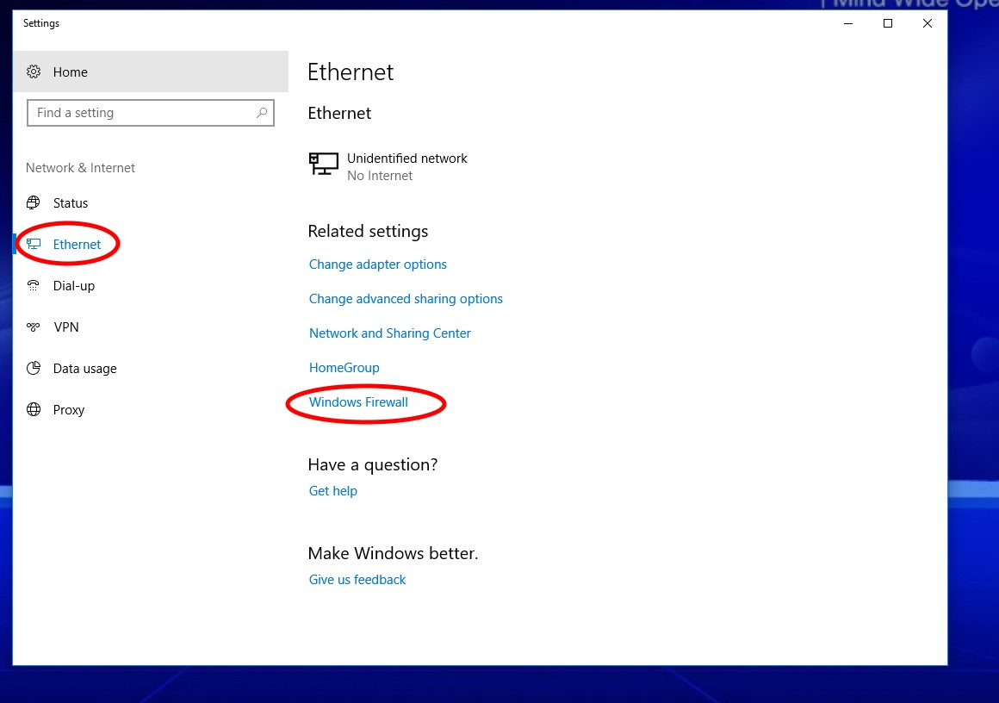 | Mind Wide Ope
Settings
Home
Find a setting
Network & Internet
Status
Ethernet
Dial-up
VPN
Data usage
Proxy
Ethernet
Ethernet
Unidentified network
No Internet
Related settings
Change adapter options
Change advanced sharing options
Network and Sharing Center
HomeGroup
Windows Firewall
Have a question?
Get help
Make Windows better.
Give us feedback